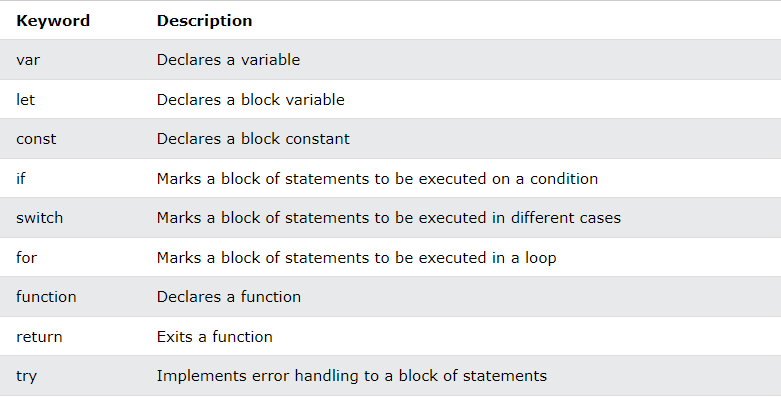 Keyword Description
var Declares a variable
let Declares a block variable
const Declares a block constant
if Marks a block of statements to be executed on a condition
switch Marks a block of statements to be executed in different cases
for Marks a block of statements to be executed in a loop
function Declares a function
return Exits a function
try Implements error handling to a block of statements